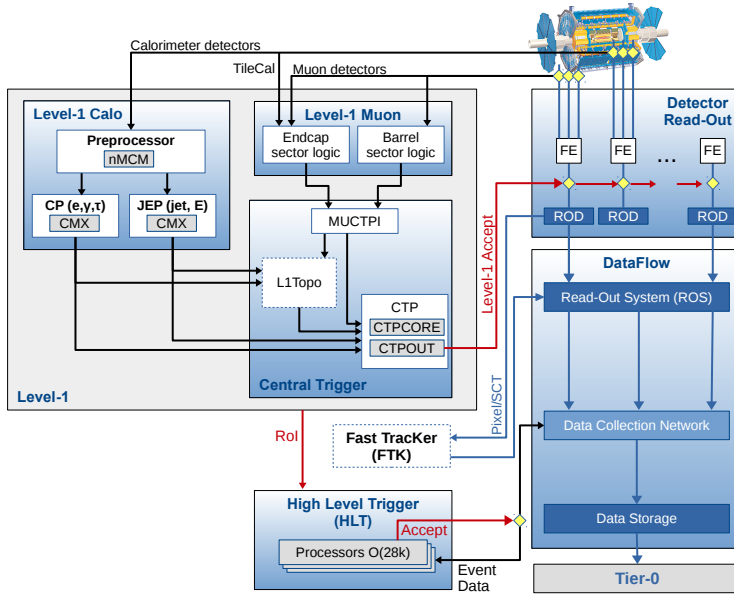 Calorimeter detectors
TileCal
Muon detectors
Level-1 Calo
Preprocessor
nMCM
CP (e,γ,τ)
CMX
JEP (jet, E)
CMX
Level-1 Muon
Endcap
sector logic
Barrel
sector logic
MUCTPI
L1Topo
CTP
CTPCORE
CTPOUT
Central Trigger
Level-1
Level-1 Accept
Detector
Read-Out
FE
FE
...
FE
ROD
ROD
ROD
DataFlow
Read-Out System (ROS)
Pixel/SCT
Data Collection Network
Data Storage
Tier-0
RoI
Fast TracKer
(FTK)
High Level Trigger
(HLT)
Accept
Processors O(28k)
Event
Data